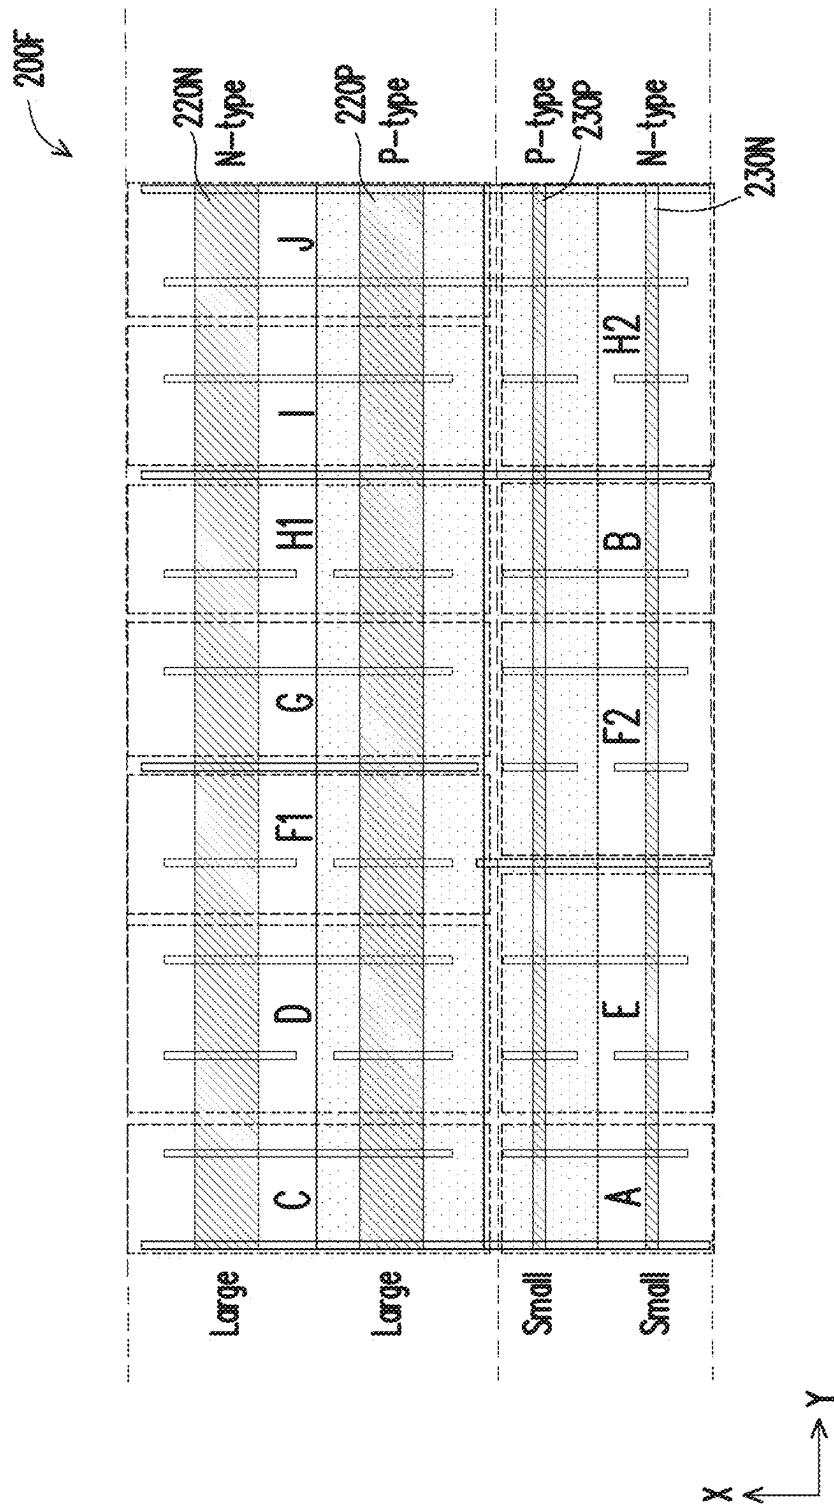 200F
220N
N-type
220P
P-type
P-type
230P
N-type
230N
C
D
F1
G
H1
I
J
A
E
F2
B
H2
Large
Large
Small
Small
X
Y